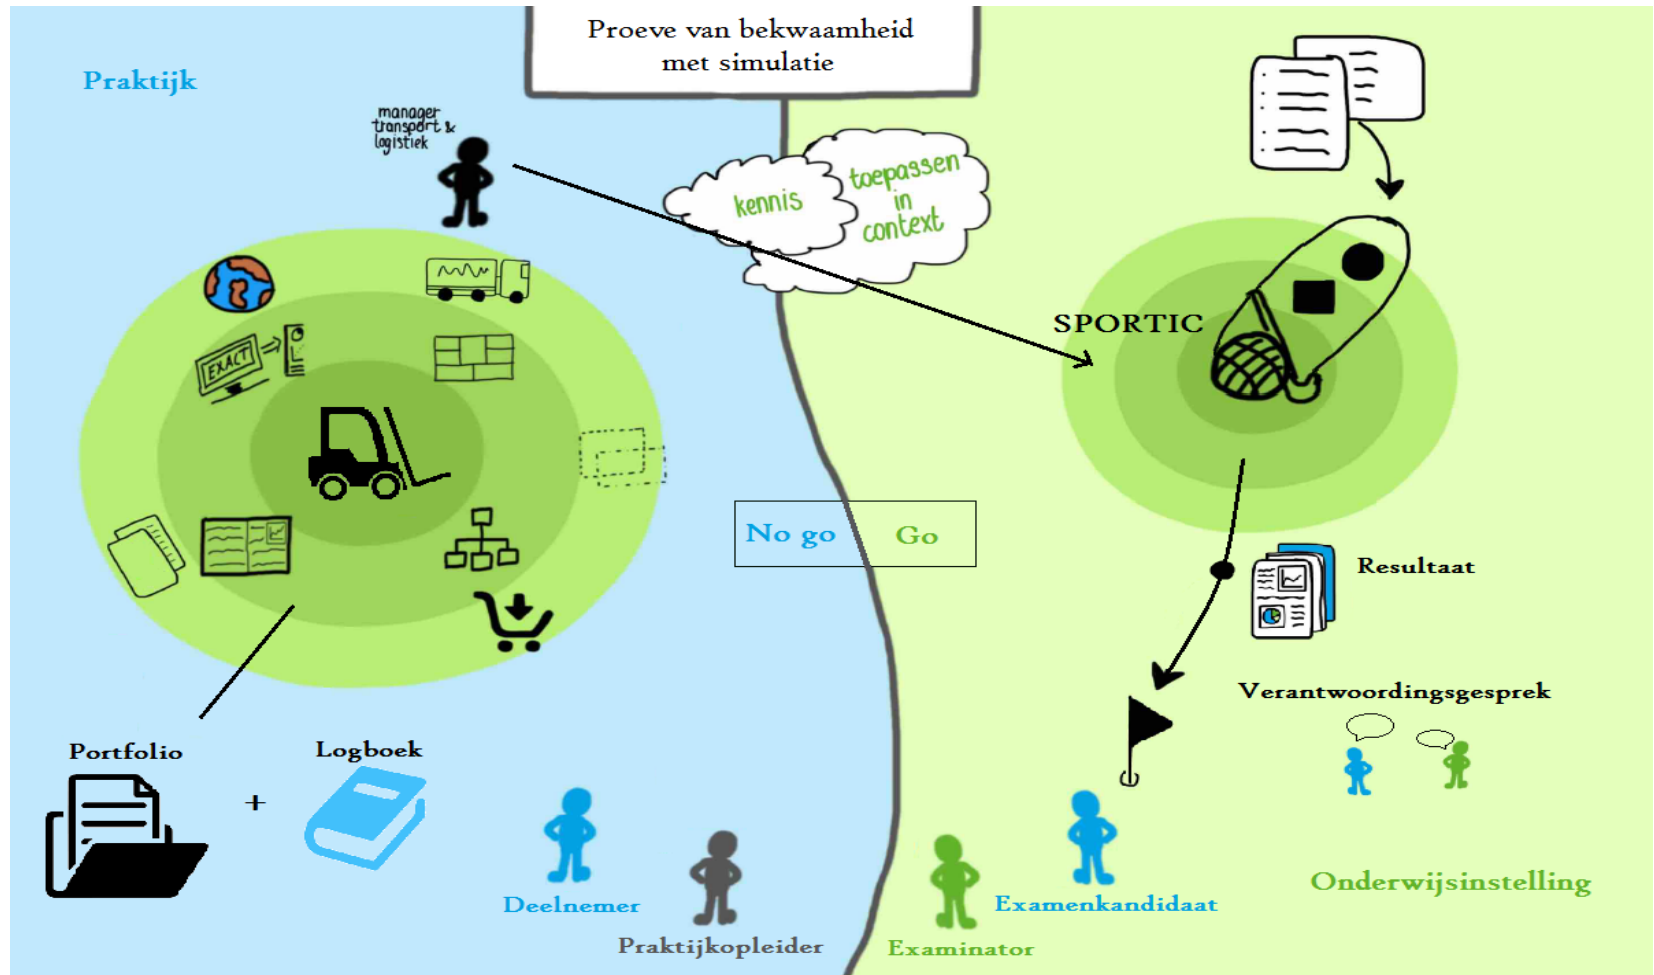 Proeve van bekwaamheid
met simulatie
Praktijk
manager
transport &
logistiek
kennis
toepassen
in
context
SPORTIC
EXACT
No go
Go
Resultaat
Verantwoordingsgesprek
Portfolio
+
Logboek
Deelnemer
Praktijkopleider
Examinator
Examenkandidaat
Onderwijsinstelling